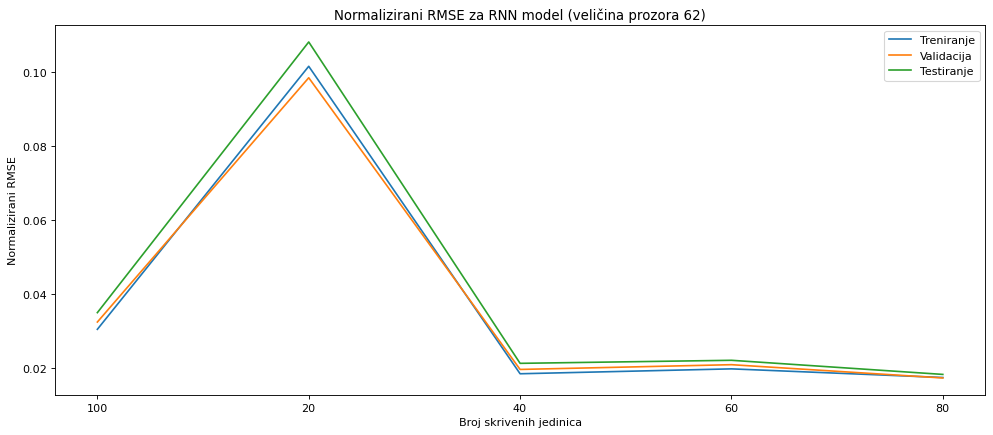 Normalizirani RMSE za RNN model (veličina prozora 62)
Treniranje
Validacija
Testiranje
Normalizirani RMSE
0.10
0.08
0.06
0.04
0.02
100 20 40 60 80
Broj skrivenih jedinica